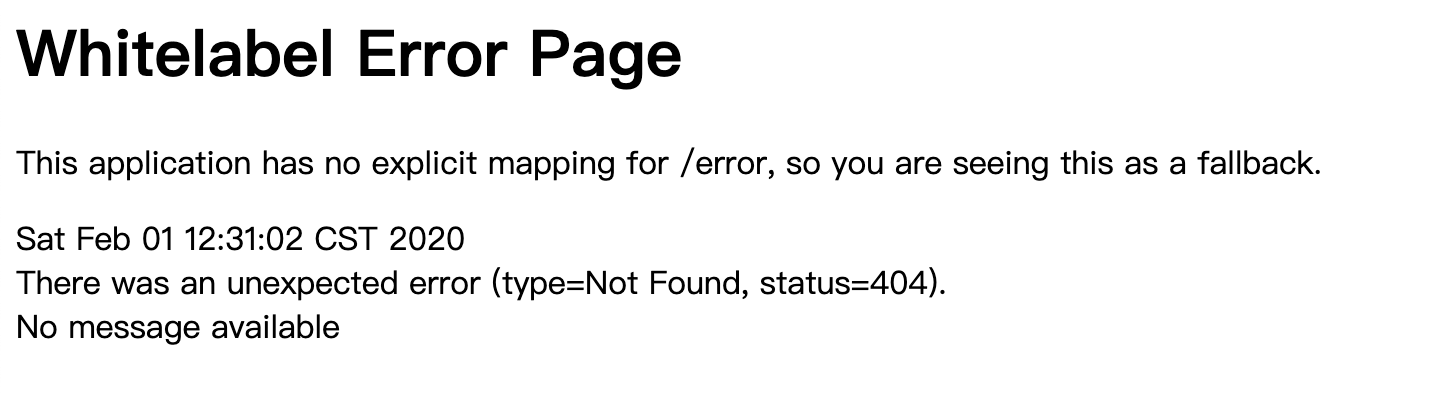 Whitelabel Error Page
This application has no explicit mapping for /error, so you are seeing this as a fallback.
Sat Feb 01 12:31:02 CST 2020
There was an unexpected error (type=Not Found, status=404).
No message available